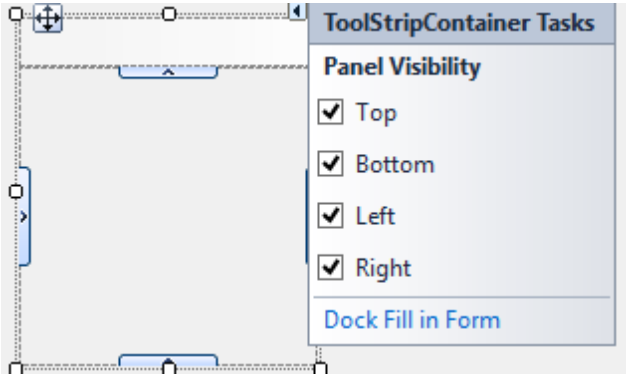 ToolStripContainer Tasks
Panel Visibility
Top
Bottom
Left
Right
Dock Fill in Form